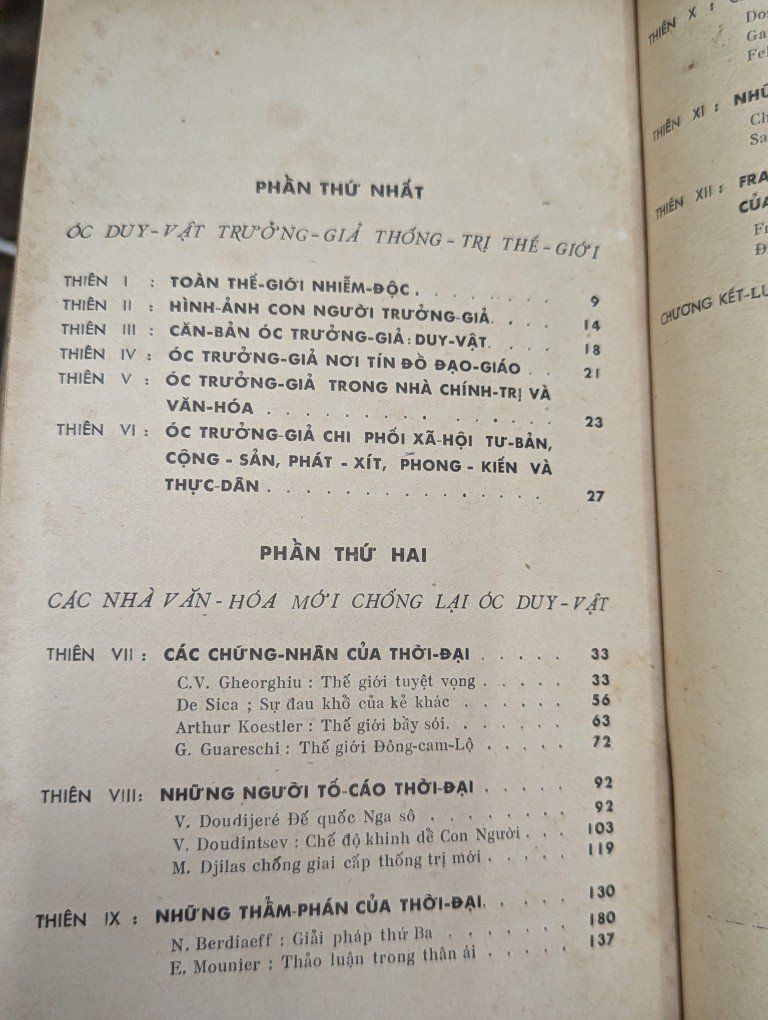 PHẦN THỨ NHẤT
ÓC DUY-VẬT TRƯỞNG-GIẢ THỐNG-TRỊ THẾ-GIỚI
THIÊN I : TOÀN THẾ-GIỚI NHIỄM-ĐỘC . . . . . . . . 9
THIÊN II : HÌNH-ẢNH CON NGƯỜI TRƯỞNG-GIẢ. . . . 14
THIÊN III : CĂN-BẢN ÓC TRƯỞNG-GIẢ : DUY-VẬT. . . . 18
THIÊN IV : ÓC TRƯỞNG-GIẢ NƠI TÍN ĐỒ ĐẠO-GIÁO . . 21
THIÊN V : ÓC TRƯỞNG-GIẢ TRONG NHÀ CHÍNH-TRỊ VÀ
VĂN-HÓA . . . . . . . . . . . . 23
THIÊN VI : ÓC TRƯỞNG-GIẢ CHI PHỐI XÃ-HỘI TƯ-BẢN,
CỘNG - SẢN, PHÁT - XÍT, PHONG - KIẾN VÀ
THỰC-DÂN . . . . . . . . . . . . 27
PHẦN THỨ HAI
CÁC NHÀ VĂN-HÓA MỚI CHỐNG LẠI ÓC DUY-VẬT
THIÊN VII : CÁC CHỨNG-NHÂN CỦA THỜI-ĐẠI . . . . . 33
C.V. Gheorghiu : Thế giới tuyệt vọng . . . . . 33
De Sica ; Sự đau khổ của kẻ khác . . . . . 56
Arthur Koestler : Thế giới bầy sói. . . . . . 63
G. Guareschi : Thế giới Đông-cam-Lộ . . . . . 72
THIÊN VIII : NHỮNG NGƯỜI TỐ-CÁO THỜI-ĐẠI . . . . . 92
V. Doudijeré Đế quốc Nga sô . . . . . . . 92
V. Doudintsev : Chế độ khinh dể Con Người . . . 103
M. Djilas chống giai cấp thống trị mới . . . . . 119
THIÊN IX : NHỮNG THẨM-PHÁN CỦA THỜI-ĐẠI. . . . . 130
N. Berdiaeff : Giải pháp thứ Ba . . . . . . 180
E. Mounier : Thảo luận trong thân ái . . . . . 137
THIÊN X :
THIÊN XI : NHỮ
THIÊN XII : FRA
CỦA
CHƯƠNG KẾT-LU